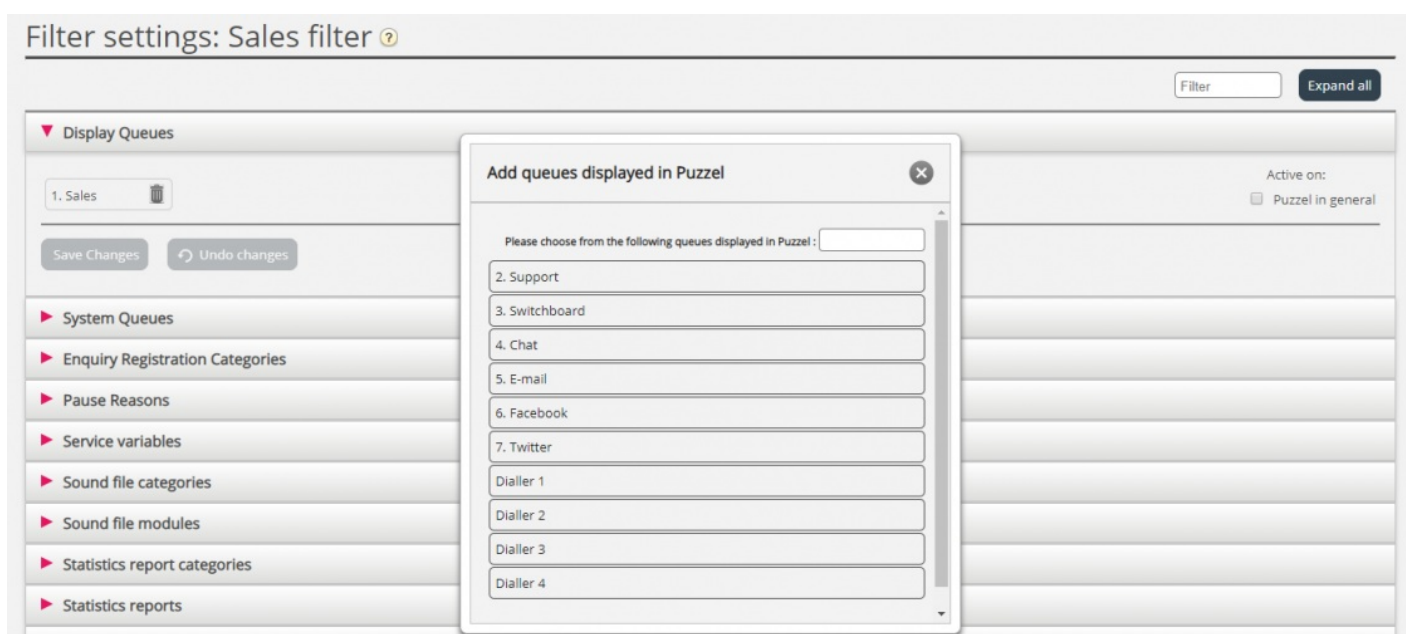 Filter settings: Sales filter ?
Filter
Expand all
Display Queues
1. Sales
Active on:
Puzzel in general
Save Changes
Undo changes
System Queues
Enquiry Registration Categories
Pause Reasons
Service variables
Sound file categories
Sound file modules
Statistics report categories
Statistics reports
Add queues displayed in Puzzel
Please choose from the following queues displayed in Puzzel :
2. Support
3. Switchboard
4. Chat
5. E-mail
6. Facebook
7. Twitter
Dialler 1
Dialler 2
Dialler 3
Dialler 4